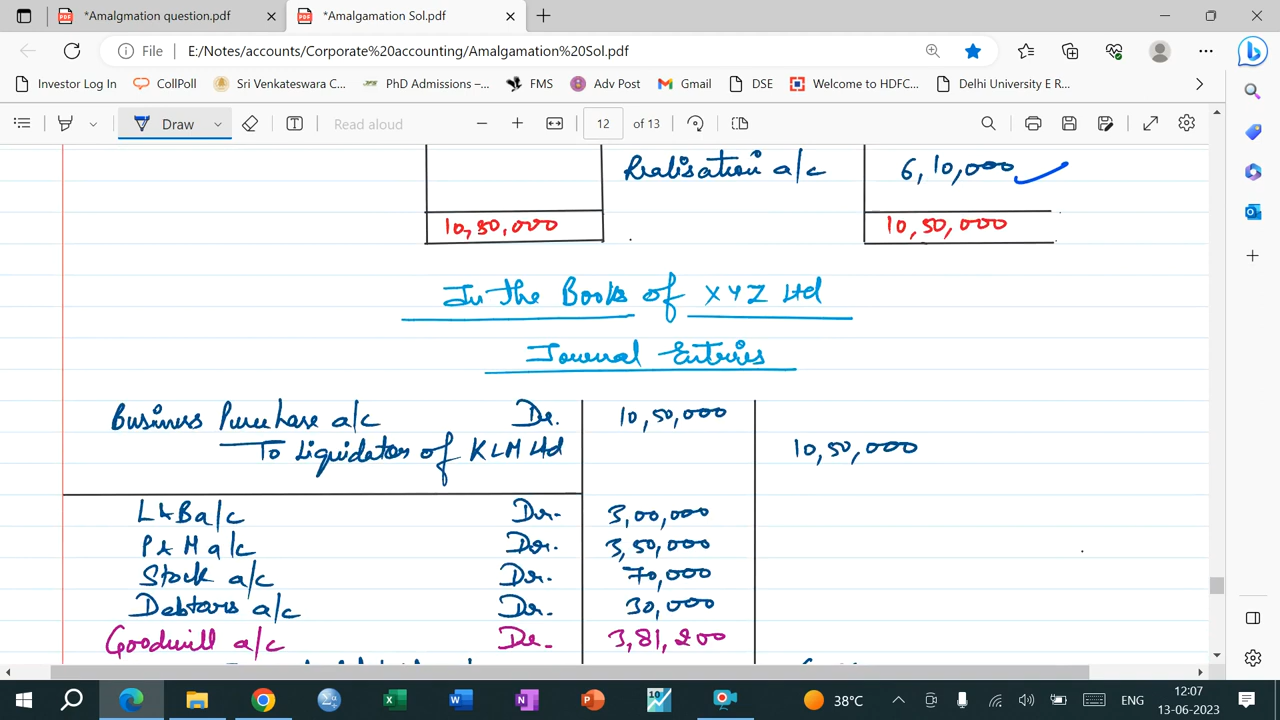 *Amalgmation question.pdf
*Amalgamation Sol.pdf
File E:/Notes/accounts/Corporate%20accounting/Amalgamation%20Sol.pdf
Investor Log In CollPoll Sri Venkateswara C... PhD Admissions –... FMS Adv Post Gmail DSE Welcome to HDFC... Delhi University E R...
Draw Read aloud 12 of 13
Realisation a/c 6,10,000
10,50,000 10,50,000
In the Books of XYZ Ltd
Journal Entries
Business Purchase a/c Dr. 10,50,000
To Liquidators of KLM Ltd 10,50,000
L&B a/c Dr. 3,00,000
P&M a/c Dr. 3,50,000
Stock a/c Dr. 70,000
Debtors a/c Dr. 30,000
Goodwill a/c Dr. 3,81,200
38°C ENG 12:07
13-06-2023